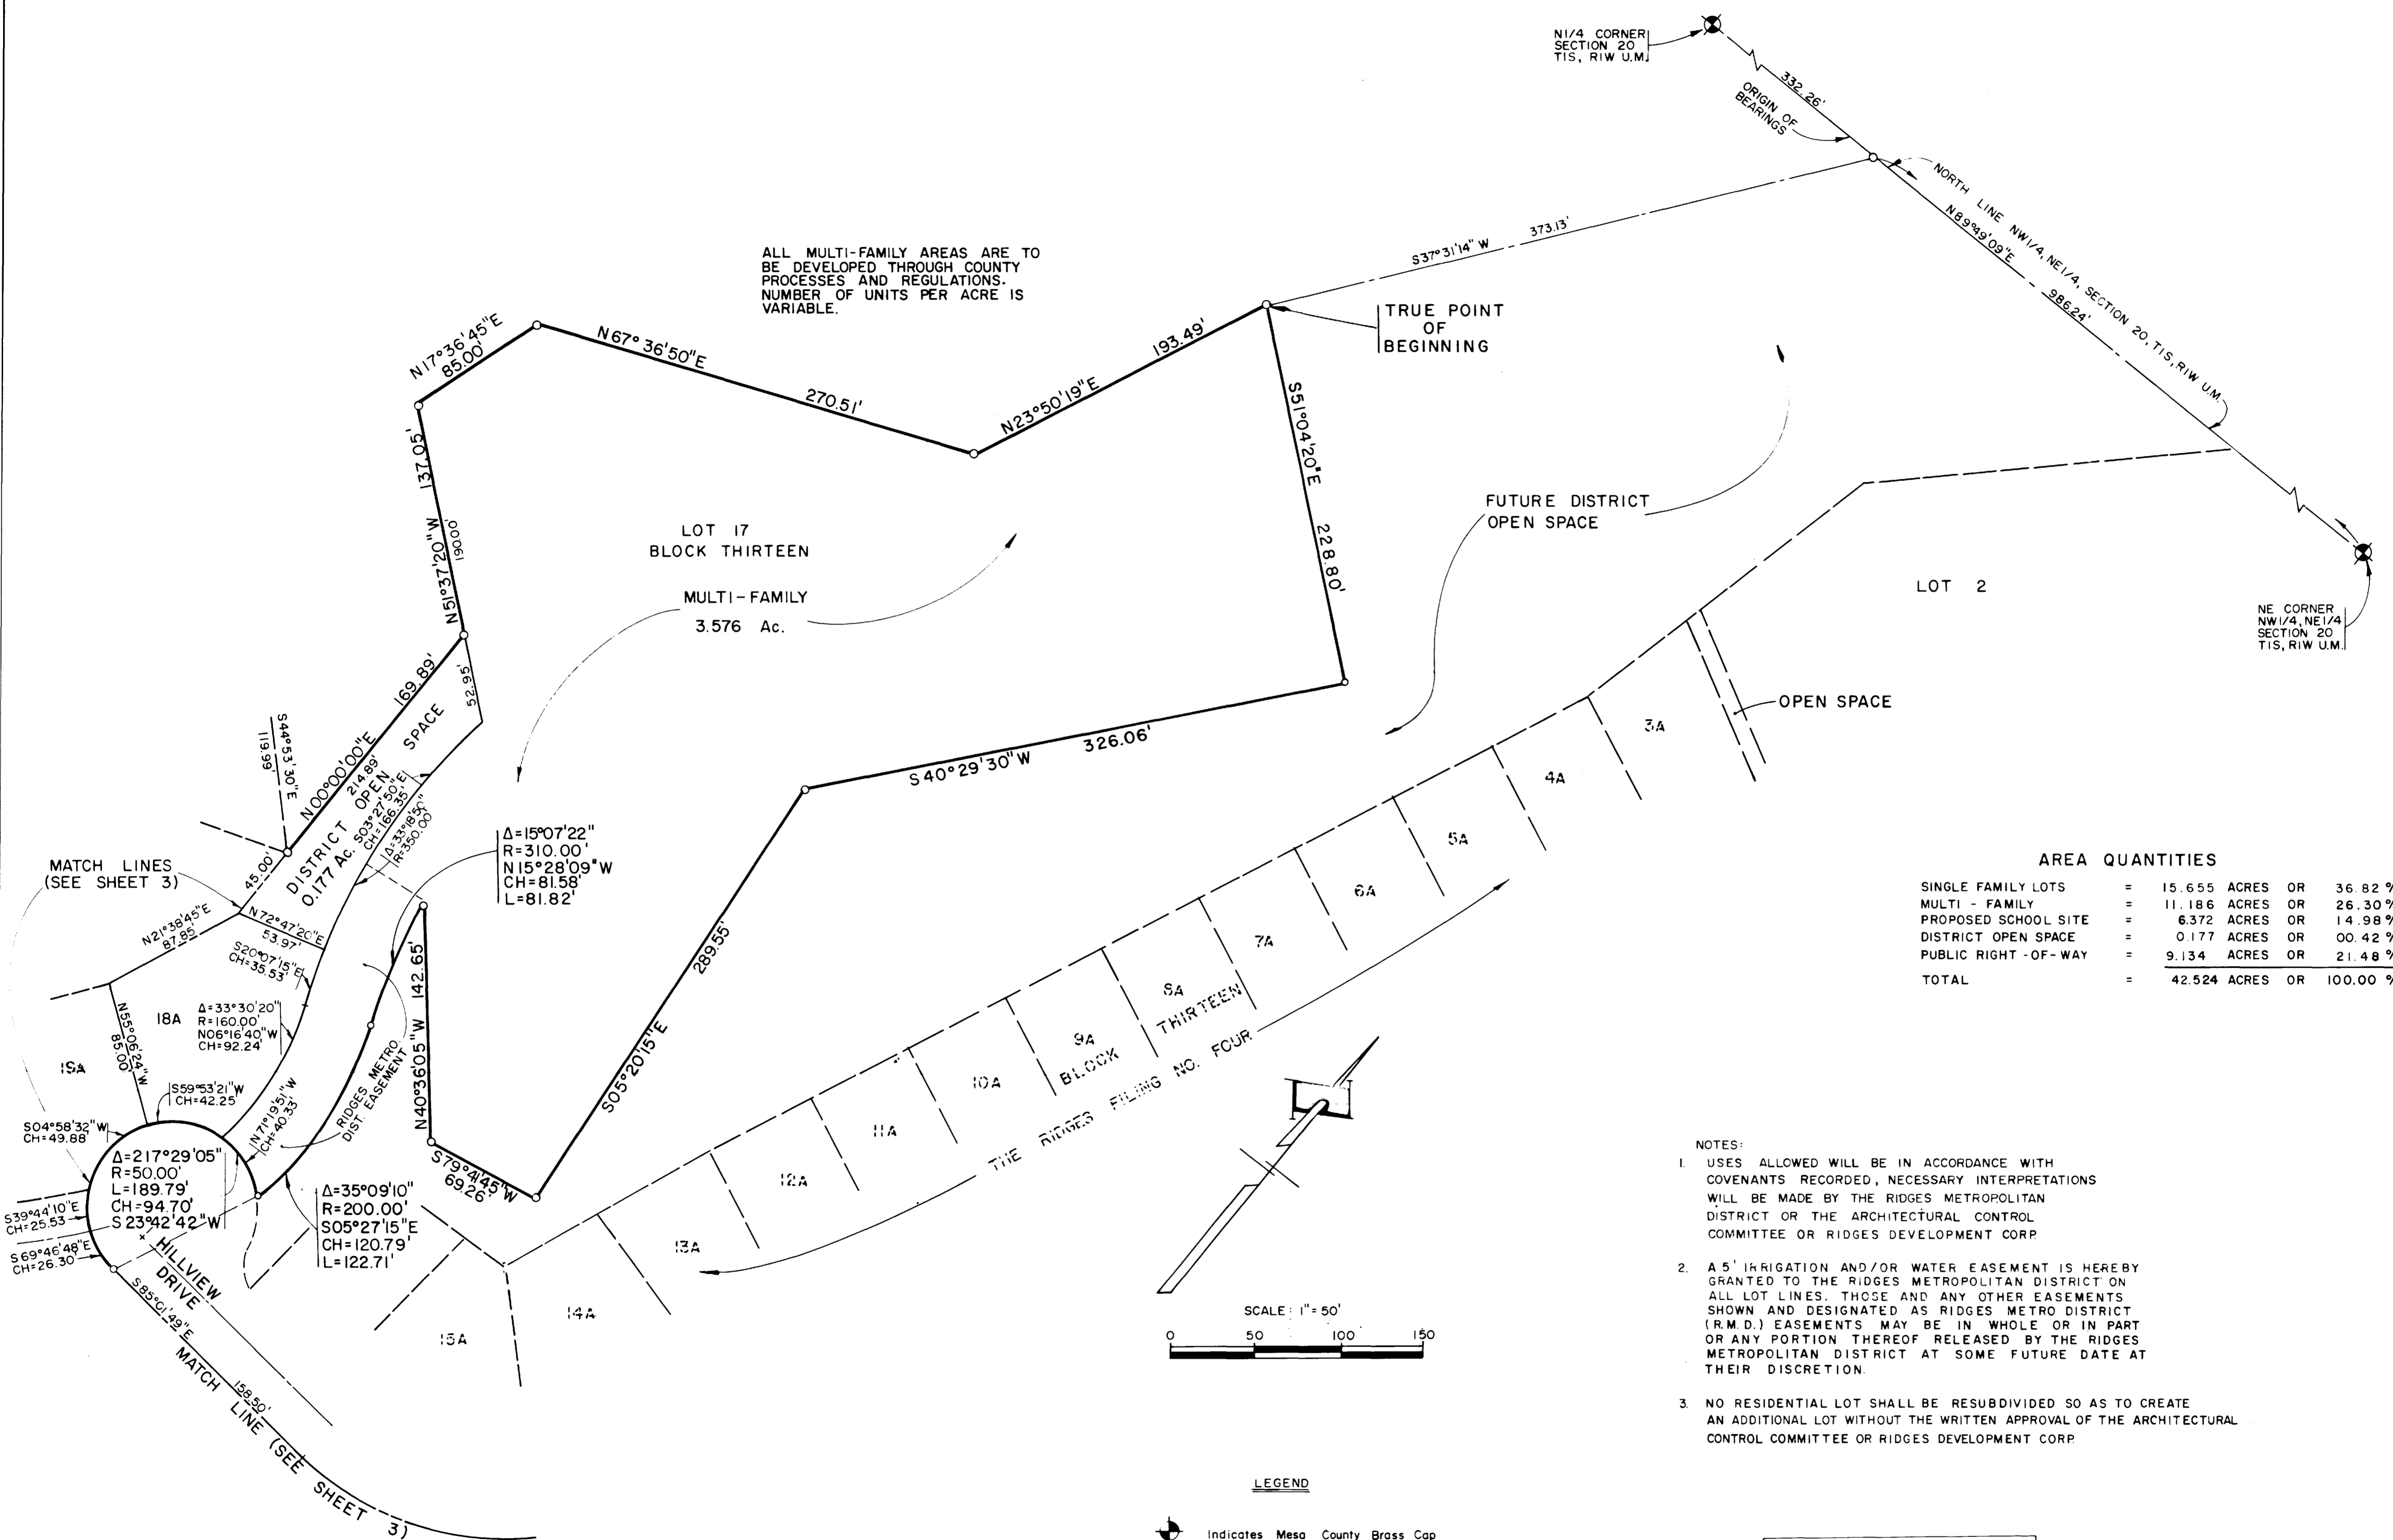 N1/4 CORNER
SECTION 20
T1S, R1W U.M.
332.26'
ORIGIN OF
BEARINGS
NORTH LINE NW1/4, NE1/4, SECTION 20, T1S, R1W U.M.
N89°49'09"E
986.24'
S37°31'14" W 373.13'
ALL MULTI-FAMILY AREAS ARE TO
BE DEVELOPED THROUGH COUNTY
PROCESSES AND REGULATIONS.
NUMBER OF UNITS PER ACRE IS
VARIABLE.
TRUE POINT
OF
BEGINNING
N17°36'45"E
85.00'
N67°36'50"E
270.51'
N23°50'19"E
193.49'
S51°04'20"E
228.80'
137.05'
N51°37'20"W
190.00'
LOT 17
BLOCK THIRTEEN
MULTI-FAMILY
3.576 Ac.
FUTURE DISTRICT
OPEN SPACE
LOT 2
NE CORNER
NW1/4, NE1/4
SECTION 20
T1S, R1W U.M.
OPEN SPACE
169.89'
52.95'
S44°53'30"E
119.99'
N00°00'00"E
214.89'
DISTRICT OPEN SPACE
0.177 Ac.
S03°27'50"E
CH=166.35'
Δ=33°18'50"
R=350.00'
S40°29'30"W 326.06'
3A
4A
5A
6A
7A
8A
9A
10A
11A
12A
13A
14A
15A
BLOCK THIRTEEN
THE RIDGES FILING NO. FOUR
Δ=15°07'22"
R=310.00'
N15°28'09"W
CH=81.58'
L=81.82'
MATCH LINES
(SEE SHEET 3)
45.00'
N21°38'45"E
87.85'
N72°47'20"E
53.97'
S20°07'15"E
CH=35.53'
18A
Δ=33°30'20"
R=160.00'
N06°16'40"W
CH=92.24'
19A
N55°06'24"W
85.00'
S59°53'21"W
CH=42.25'
N71°19'51"W
CH=40.33'
RIDGES METRO.
DIST. EASEMENT
142.65'
N40°36'05"W
289.55'
S05°20'15"E
S79°41'45"W
69.26'
S04°58'32"W
CH=49.88'
Δ=217°29'05"
R=50.00'
L=189.79'
CH=94.70'
S23°42'42"W
Δ=35°09'10"
R=200.00'
S05°27'15"E
CH=120.79'
L=122.71'
S39°44'10"E
CH=25.53
S69°46'48"E
CH=26.30'
HILLVIEW
DRIVE
S85°01'49"E
158.50'
MATCH LINE (SEE SHEET 3)
AREA QUANTITIES
SINGLE FAMILY LOTS = 15.655 ACRES OR 36.82 %
MULTI - FAMILY = 11.186 ACRES OR 26.30 %
PROPOSED SCHOOL SITE = 6.372 ACRES OR 14.98 %
DISTRICT OPEN SPACE = 0.177 ACRES OR 00.42 %
PUBLIC RIGHT-OF-WAY = 9.134 ACRES OR 21.48 %
TOTAL = 42.524 ACRES OR 100.00 %
SCALE: 1" = 50'
0 50 100 150
NOTES:
1. USES ALLOWED WILL BE IN ACCORDANCE WITH
COVENANTS RECORDED, NECESSARY INTERPRETATIONS
WILL BE MADE BY THE RIDGES METROPOLITAN
DISTRICT OR THE ARCHITECTURAL CONTROL
COMMITTEE OR RIDGES DEVELOPMENT CORP.
2. A 5' IRRIGATION AND/OR WATER EASEMENT IS HEREBY
GRANTED TO THE RIDGES METROPOLITAN DISTRICT ON
ALL LOT LINES. THOSE AND ANY OTHER EASEMENTS
SHOWN AND DESIGNATED AS RIDGES METRO DISTRICT
(R.M.D.) EASEMENTS MAY BE IN WHOLE OR IN PART
OR ANY PORTION THEREOF RELEASED BY THE RIDGES
METROPOLITAN DISTRICT AT SOME FUTURE DATE AT
THEIR DISCRETION.
3. NO RESIDENTIAL LOT SHALL BE RESUBDIVIDED SO AS TO CREATE
AN ADDITIONAL LOT WITHOUT THE WRITTEN APPROVAL OF THE ARCHITECTURAL
CONTROL COMMITTEE OR RIDGES DEVELOPMENT CORP.
LEGEND
Indicates Mesa County Brass Cap